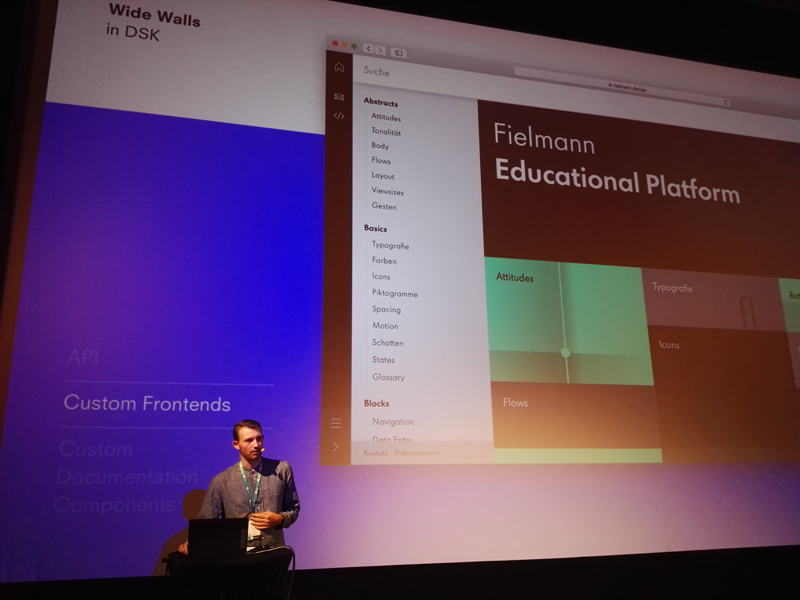 Wide Walls
in DSK
API
Custom Frontends
Custom
Documentation
Components
Suche
fielmann.design
Abstracts
Attitudes
Tonalität
Body
Flows
Layout
Viewsizes
Gesten
Basics
Typografie
Farben
Icons
Piktogramme
Spacing
Motion
Schatten
States
Glossary
Blocks
Navigation
Data Entry
Kontakt Dokumentation
Fielmann
Educational Platform
Attitudes
Typografie
But
Icons
Flows